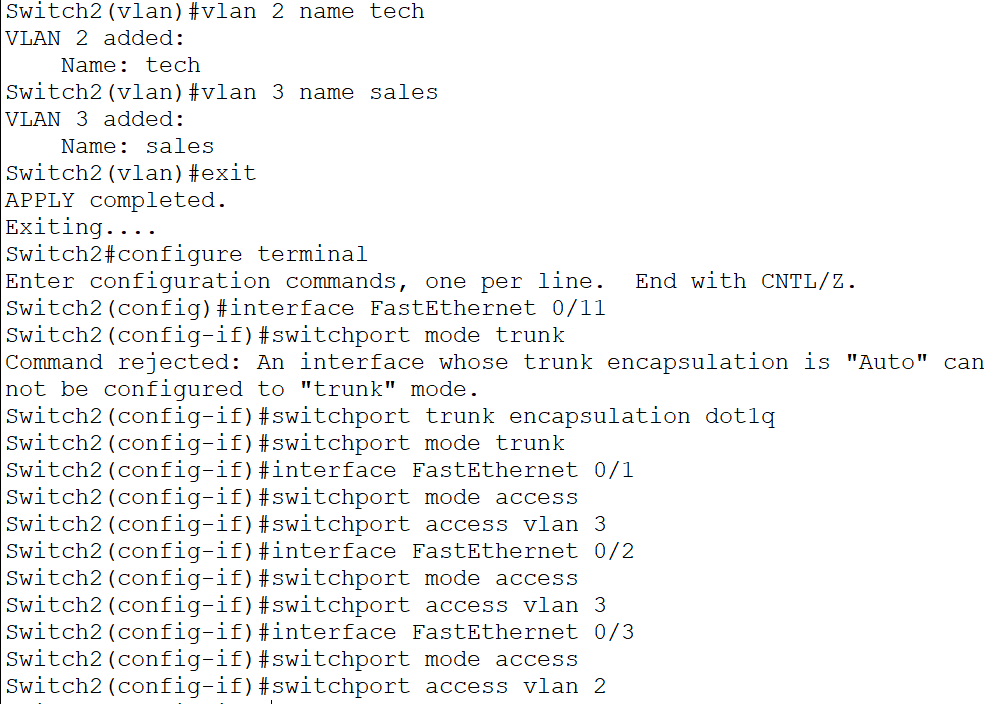 Switch2(vlan)#vlan 2 name tech
VLAN 2 added:
    Name: tech
Switch2(vlan)#vlan 3 name sales
VLAN 3 added:
    Name: sales
Switch2(vlan)#exit
APPLY completed.
Exiting....
Switch2#configure terminal
Enter configuration commands, one per line.  End with CNTL/Z.
Switch2(config)#interface FastEthernet 0/11
Switch2(config-if)#switchport mode trunk
Command rejected: An interface whose trunk encapsulation is "Auto" can
not be configured to "trunk" mode.
Switch2(config-if)#switchport trunk encapsulation dot1q
Switch2(config-if)#switchport mode trunk
Switch2(config-if)#interface FastEthernet 0/1
Switch2(config-if)#switchport mode access
Switch2(config-if)#switchport access vlan 3
Switch2(config-if)#interface FastEthernet 0/2
Switch2(config-if)#switchport mode access
Switch2(config-if)#switchport access vlan 3
Switch2(config-if)#interface FastEthernet 0/3
Switch2(config-if)#switchport mode access
Switch2(config-if)#switchport access vlan 2